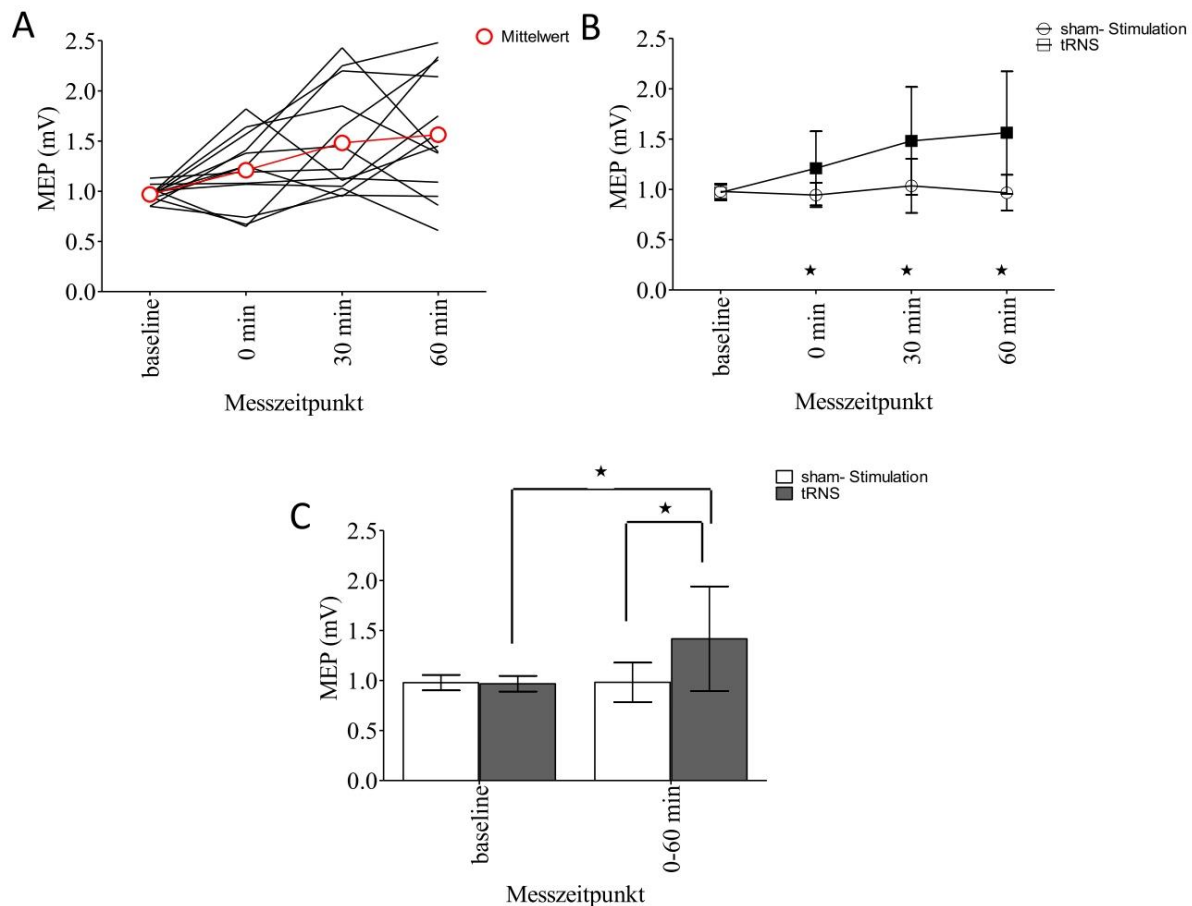 A
Mittelwert
MEP (mV)
2.5
2.0
1.5
1.0
0.5
0.0
baseline
0 min
30 min
60 min
Messzeitpunkt
B
sham- Stimulation
tRNS
MEP (mV)
2.5
2.0
1.5
1.0
0.5
0.0
baseline
0 min
30 min
60 min
Messzeitpunkt
C
sham- Stimulation
tRNS
MEP (mV)
2.5
2.0
1.5
1.0
0.5
0.0
baseline
0-60 min
Messzeitpunkt